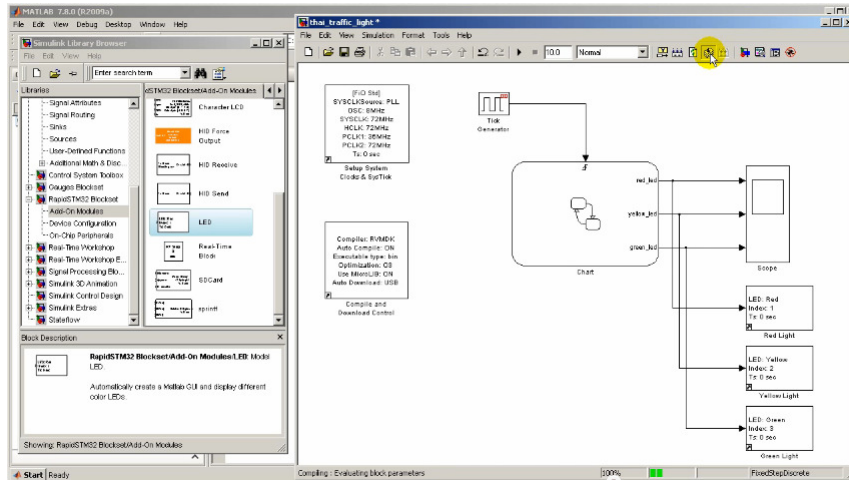 MATLAB 7.8.0 (R2009a)
File Edit View Debug Desktop Window Help
Simulink Library Browser
File Edit View Help
Enter search term
Libraries
Signal Attributes
Signal Routing
Sinks
Sources
User-Defined Functions
Additional Math & Disc...
Control System Toolbox
Gauges Blockset
RapidSTM32 Blockset
Add-On Modules
Device Configuration
On-Chip Peripherals
Real-Time Workshop
Real-Time Workshop E...
Signal Processing Blo...
Simulink 3D Animation
Simulink Control Design
Simulink Extras
Stateflow
dSTM32 Blockset/Add-On Modules
Character LCD
HID Force
Output
HID Receive
HID Send
LED
Real-Time
Block
SDCard
sprintf
Block Description
RapidSTM32 Blockset/Add-On Modules/LED: Model
LED.
Automatically create a Matlab GUI and display different
color LEDs.
Showing: RapidSTM32 Blockset/Add-On Modules
Start Ready
thai_traffic_light *
File Edit View Simulation Format Tools Help
10.0 Normal
[FiO Std]
SYSCLKSource: PLL
OSC: 8MHz
SYSCLK: 72MHz
HCLK: 72MHz
PCLK1: 36MHz
PCLK2: 72MHz
Ts: 0 sec
Setup System
Clocks & SysTick
Compiler: RVMDK
Auto Compile: ON
Executable type: bin
Optimization: O3
Use MicroLIB: ON
Auto Download: USB
Compile and
Download Control
Tick
Generator
red_led
yellow_led
green_led
Chart
Scope
LED: Red
Index: 1
Ts: 0 sec
Red Light
LED: Yellow
Index: 2
Ts: 0 sec
Yellow Light
LED: Green
Index: 3
Ts: 0 sec
Green Light
Compiling : Evaluating block parameters
100%
FixedStepDiscrete